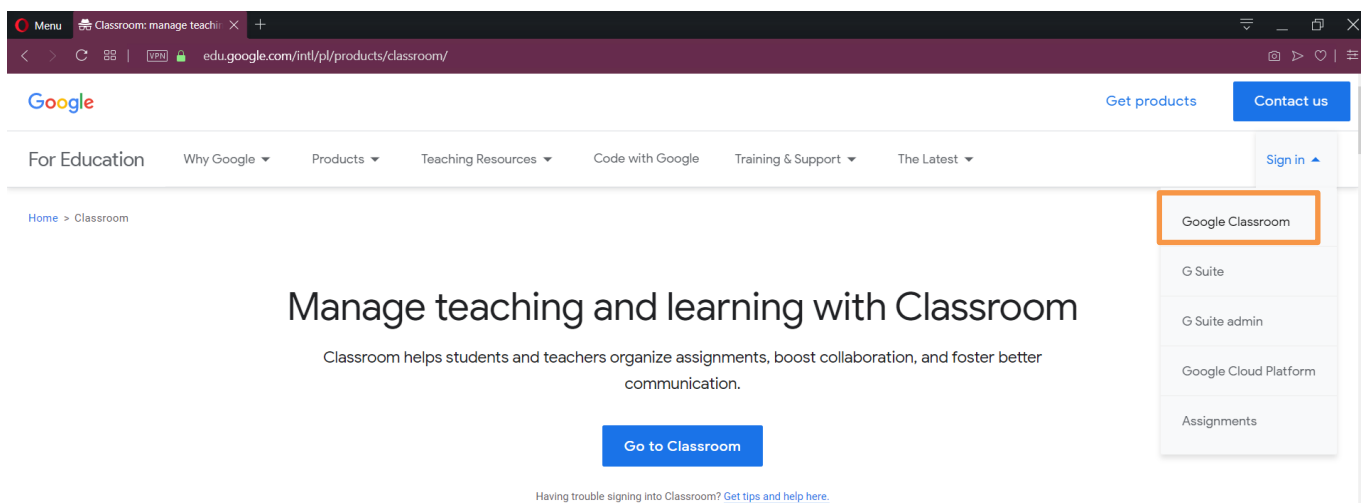 Menu Classroom: manage teachin
VPN edu.google.com/intl/pl/products/classroom/
Google Get products Contact us
For Education Why Google Products Teaching Resources Code with Google Training & Support The Latest Sign in
Home > Classroom
Google Classroom
G Suite
G Suite admin
Google Cloud Platform
Assignments
Manage teaching and learning with Classroom
Classroom helps students and teachers organize assignments, boost collaboration, and foster better
communication.
Go to Classroom
Having trouble signing into Classroom? Get tips and help here.